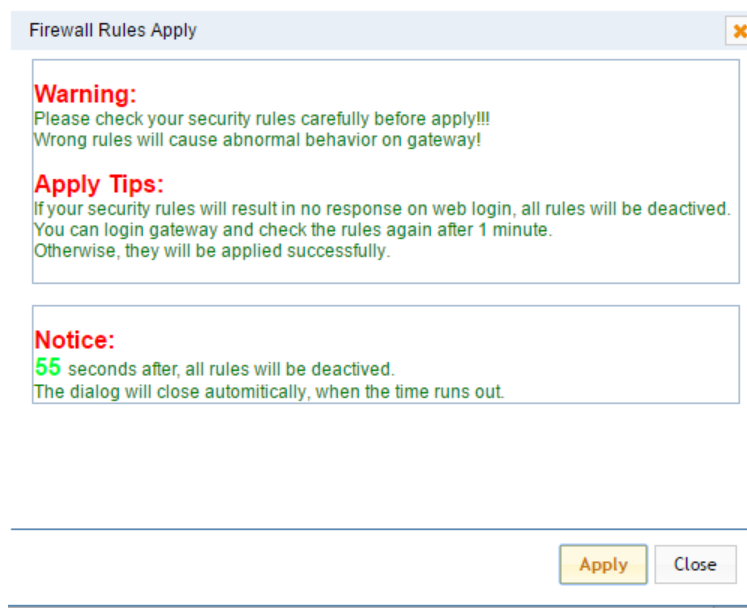 Firewall Rules Apply
Warning:
Please check your security rules carefully before apply!!!
Wrong rules will cause abnormal behavior on gateway!
Apply Tips:
If your security rules will result in no response on web login, all rules will be deactived.
You can login gateway and check the rules again after 1 minute.
Otherwise, they will be applied successfully.
Notice:
55 seconds after, all rules will be deactived.
The dialog will close automitically, when the time runs out.
Apply Close